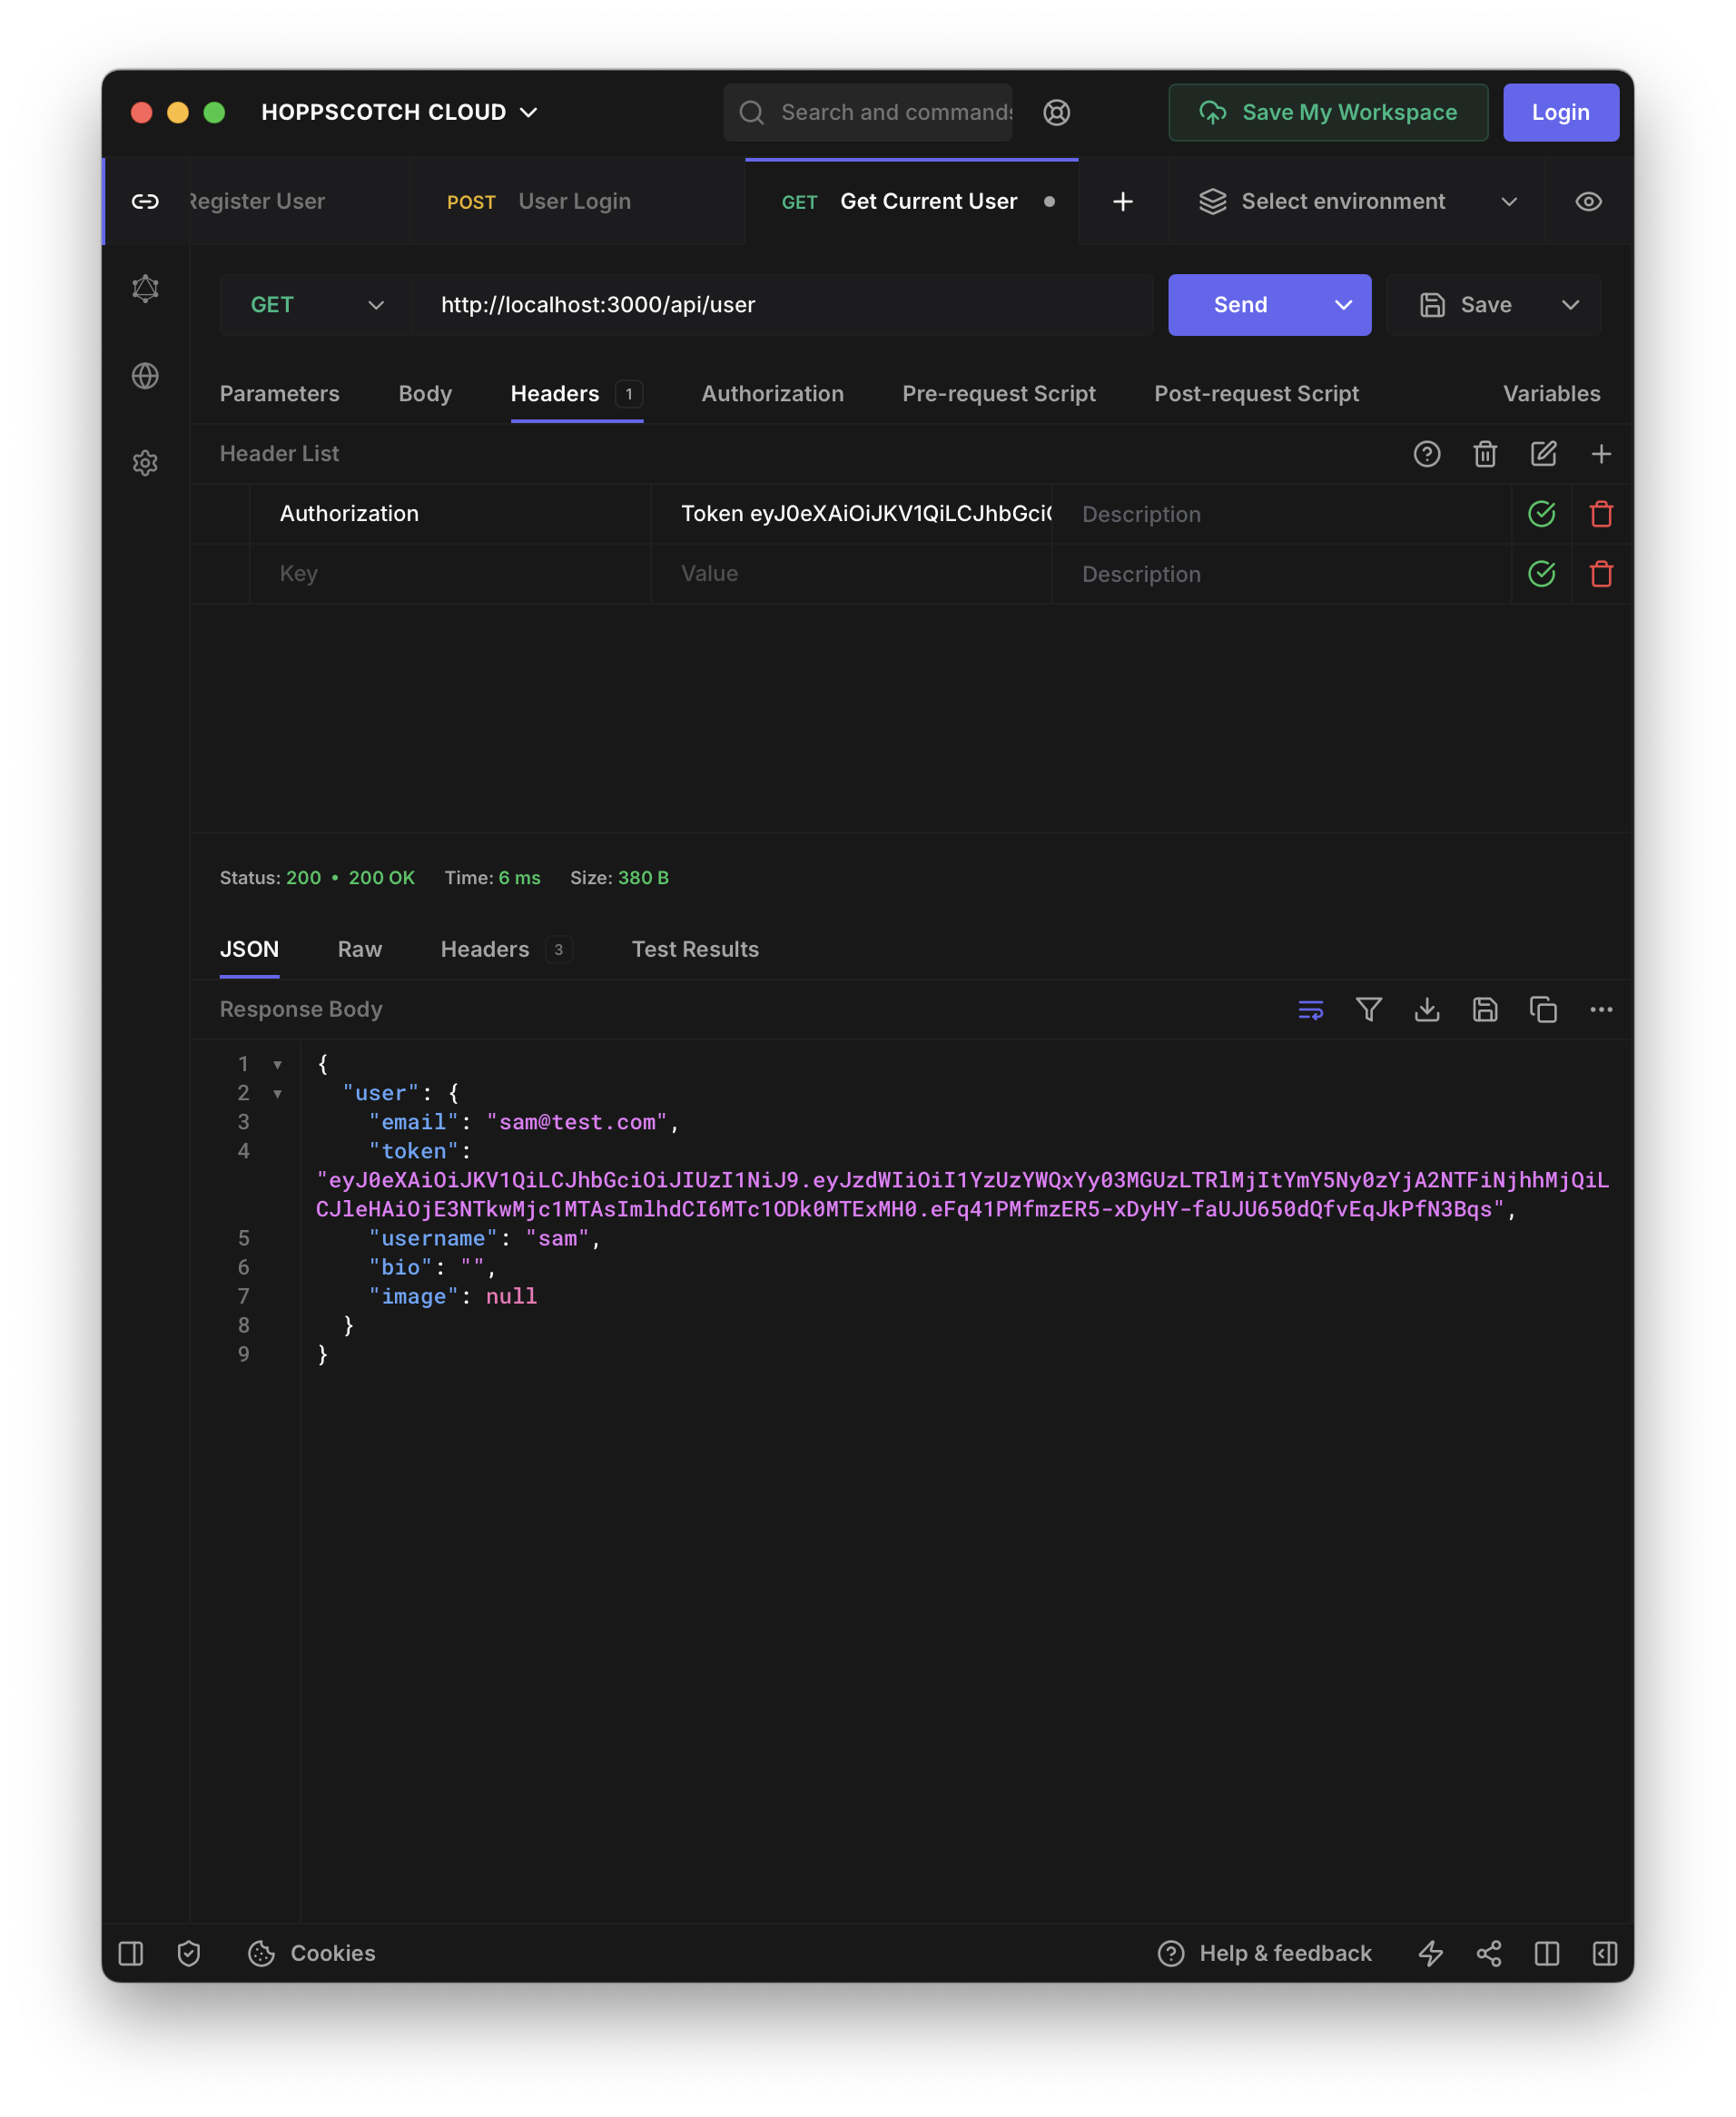 HOPPSCOTCH CLOUD
Search and commands
Save My Workspace
Login
Register User
POST User Login
GET Get Current User
Select environment
GET
http://localhost:3000/api/user
Send
Save
Parameters Body Headers 1 Authorization Pre-request Script Post-request Script Variables
Header List
Authorization Token eyJ0eXAiOiJKV1QiLCJhbGci Description
Key Value Description
Status: 200 • 200 OK Time: 6 ms Size: 380 B
JSON Raw Headers 3 Test Results
Response Body
1 {
2 "user": {
3 "email": "sam@test.com",
4 "token":
"eyJ0eXAiOiJKV1QiLCJhbGciOiJIUzI1NiJ9.eyJzdWIiOiI1YzUzYWQxYy03MGUzLTRlMjItYmY5Ny0zYjA2NTFiNjhhMjQiL
CJleHAiOjE3NTkwMjc1MTAsImlhdCI6MTc1ODk0MTExMH0.eFq41PMfmzER5-xDyHY-faUJU650dQfvEqJkPfN3Bqs",
5 "username": "sam",
6 "bio": "",
7 "image": null
8 }
9 }
Cookies
Help & feedback